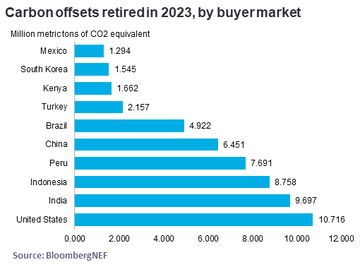 Carbon offsets retired in 2023, by buyer market
Million metric tons of CO2 equivalent
Mexico 1.294
South Korea 1.545
Kenya 1.662
Turkey 2.157
Brazil 4.922
China 6.451
Peru 7.691
Indonesia 8.758
India 9.697
United States 10.716
0.000 2.000 4.000 6.000 8.000 10.000 12.000
Source: BloombergNEF